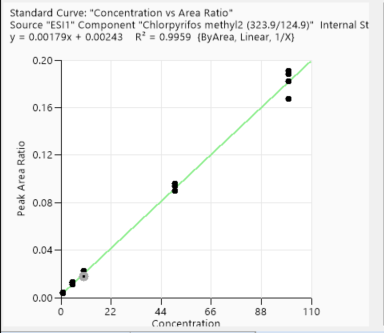 Standard Curve: "Concentration vs Area Ratio"
Source "ESI1" Component "Chlorpyrifos methyl2 (323.9/124.9)" Internal St
y = 0.00179x + 0.00243 R² = 0.9959 (ByArea, Linear, 1/X)
0.20
0.16
0.12
0.08
0.04
0.00
Peak Area Ratio
0 22 44 66 88 110
Concentration